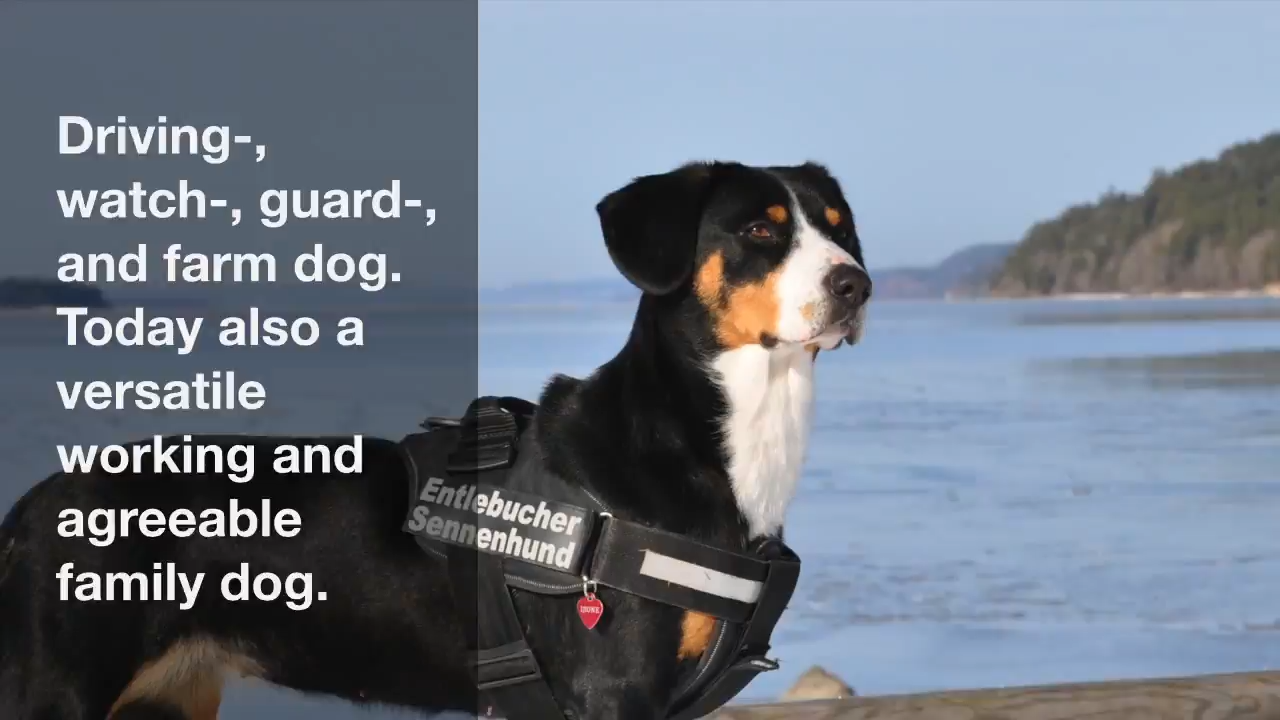 Driving-,
watch-, guard-,
and farm dog.
Today also a
versatile
working and
agreeable
family dog.
Entlebucher
Sennenhund